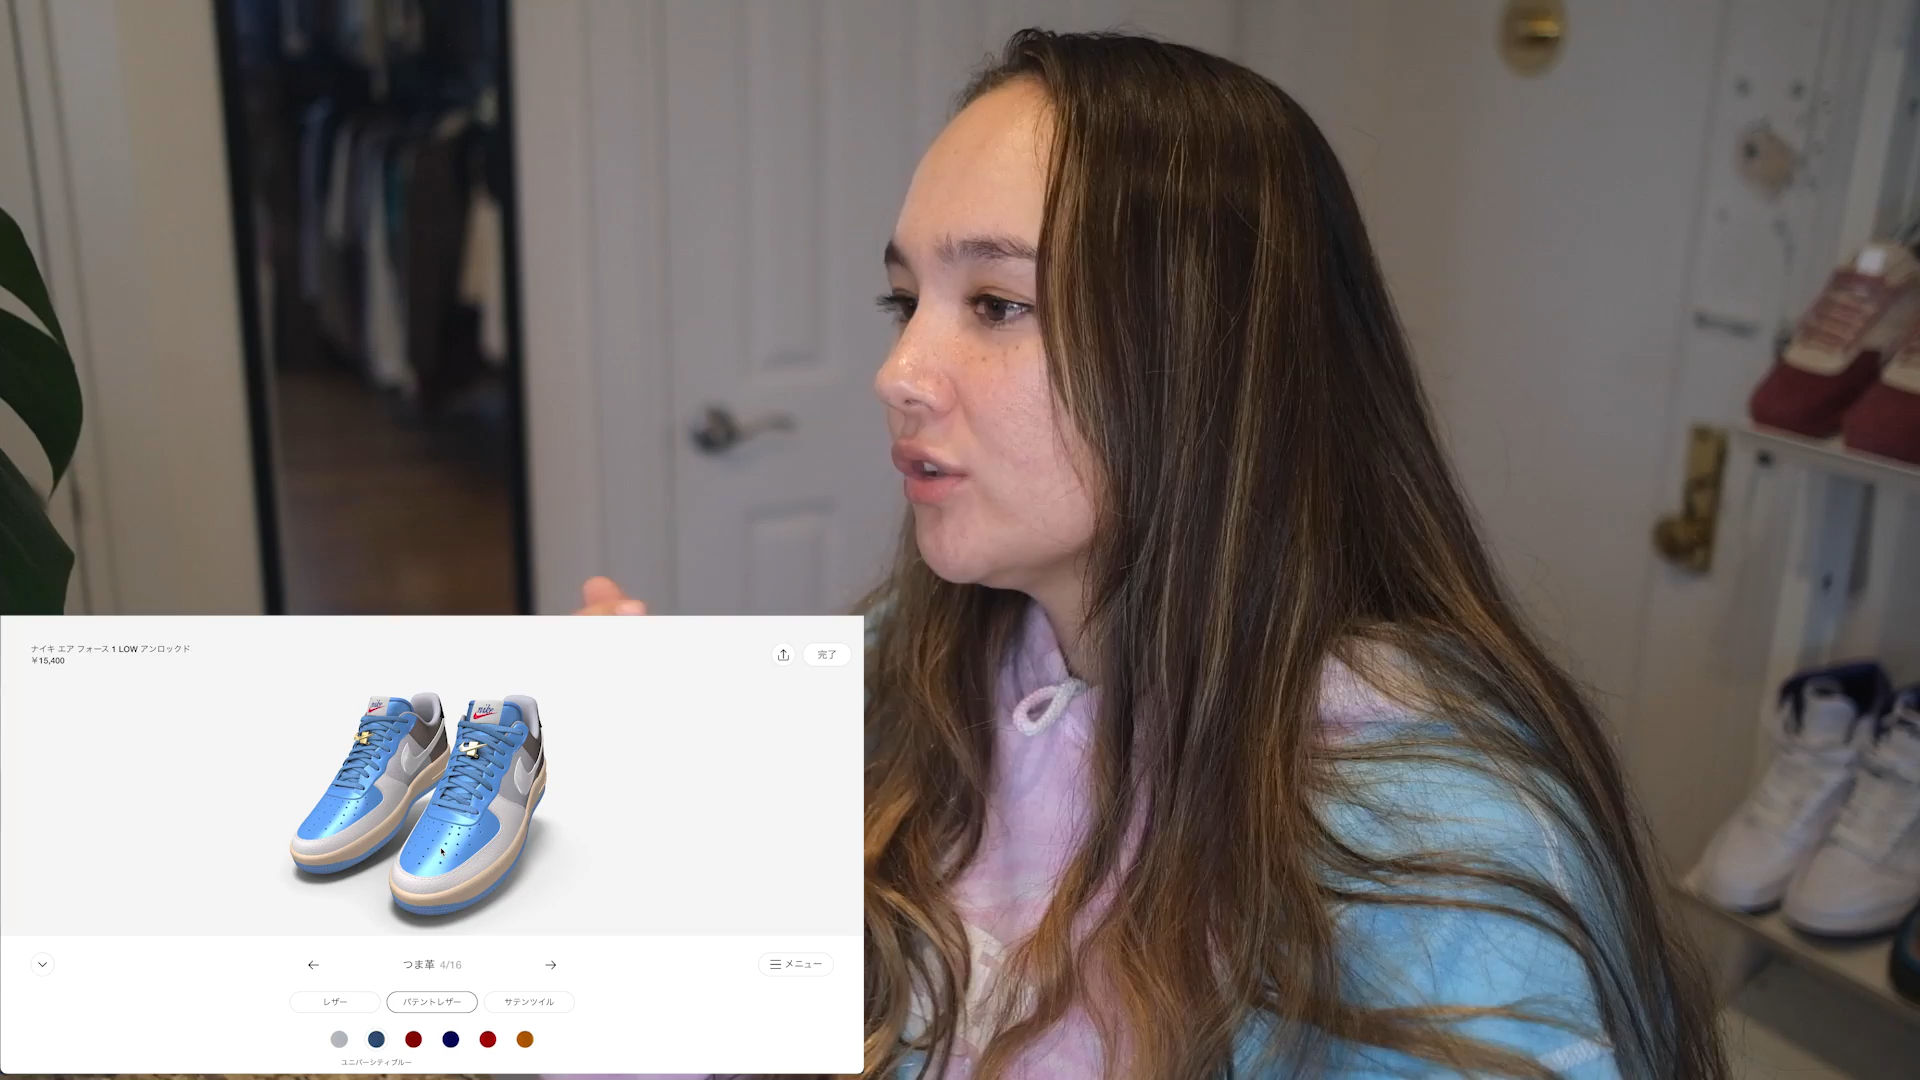 ナイキ エア フォース 1 LOW アンロックド
￥15,400
完了
nike
nike
つま革 4/16
メニュー
レザー
パテントレザー
サテンツイル
ユニバーシティブルー